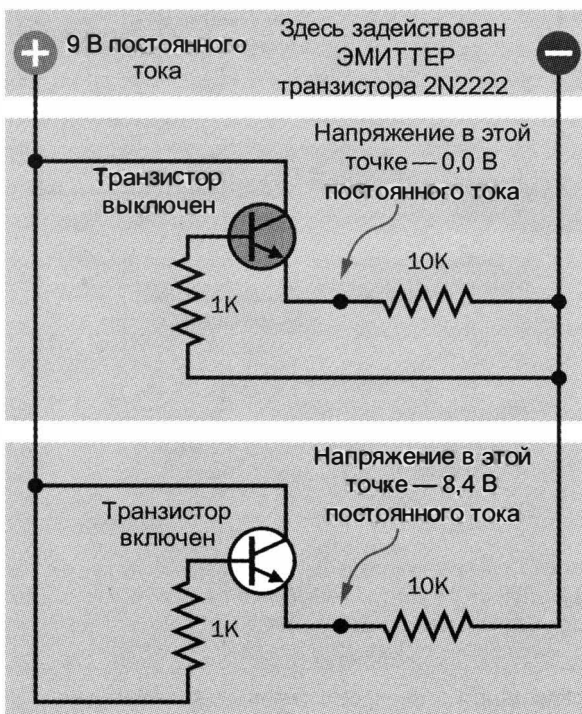 +
9 В постоянного
тока
Здесь задействован
ЭМИТТЕР
транзистора 2N2222
−
Транзистор
выключен
Напряжение в этой
точке — 0,0 В
постоянного тока
10K
1K
Транзистор
включен
Напряжение в этой
точке — 8,4 В
постоянного тока
10K
1K